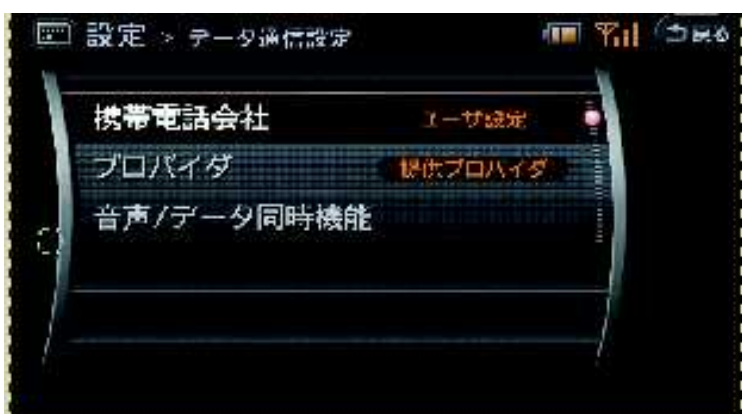 設定 > データ通信設定 戻る
携帯電話会社 ユーザ設定
プロバイダ 提供プロバイダ
音声/データ同時機能